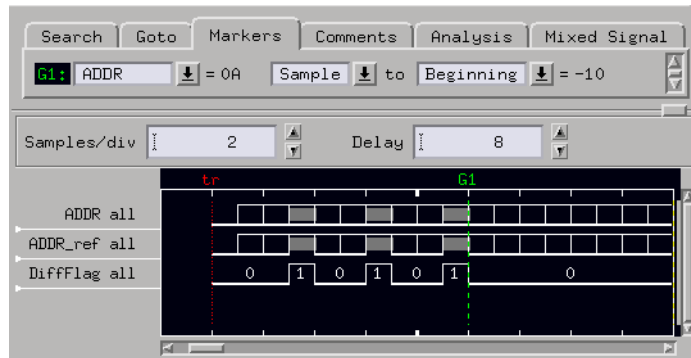 Search Goto Markers Comments Analysis Mixed Signal
G1: ADDR = 0A Sample to Beginning = -10
Samples/div 2 Delay 8
tr G1
ADDR all
ADDR_ref all
DiffFlag all 0 1 0 1 0 1 0